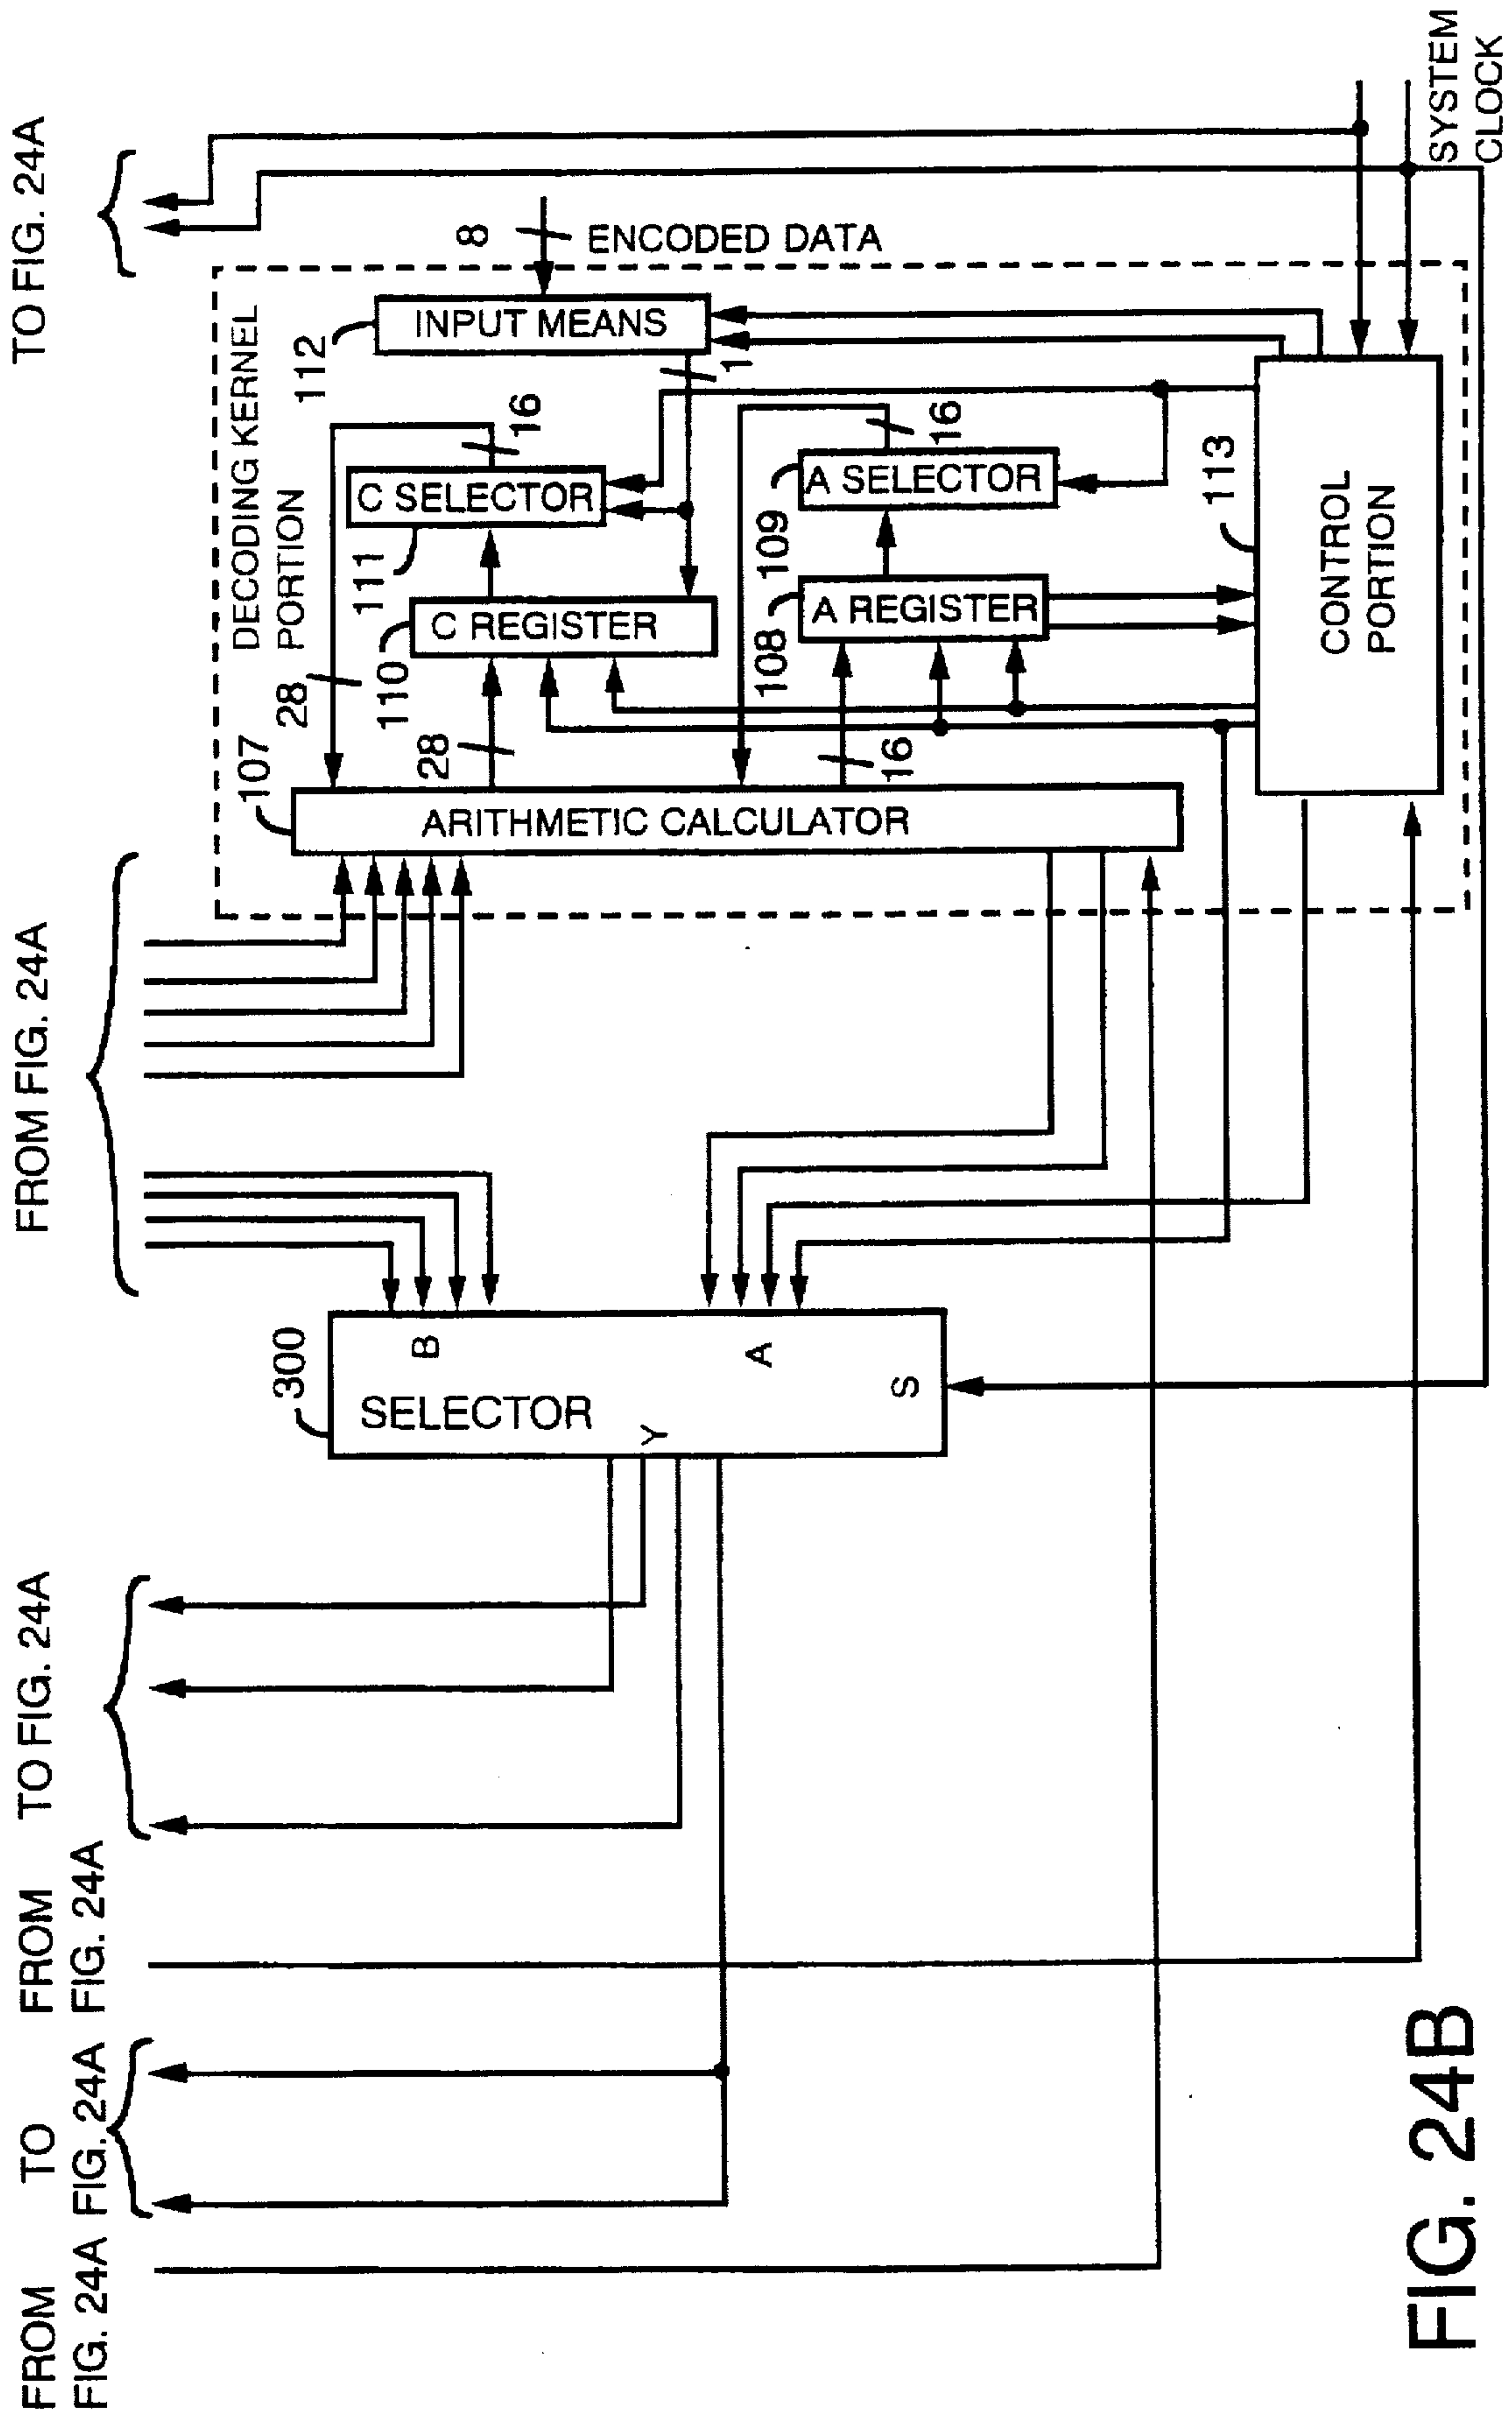 FROM
FIG. 24A
TO
FIG. 24A
FROM
FIG. 24A
TO FIG. 24A
FROM FIG. 24A
TO FIG. 24A
300
SELECTOR
B
Y
A
S
107
ARITHMETIC CALCULATOR
DECODING KERNEL
PORTION
28
16
28
110
C REGISTER
111
C SELECTOR
112
INPUT MEANS
8
ENCODED DATA
1
16
108
A REGISTER
109
A SELECTOR
16
113
CONTROL
PORTION
SYSTEM
CLOCK
FIG. 24B